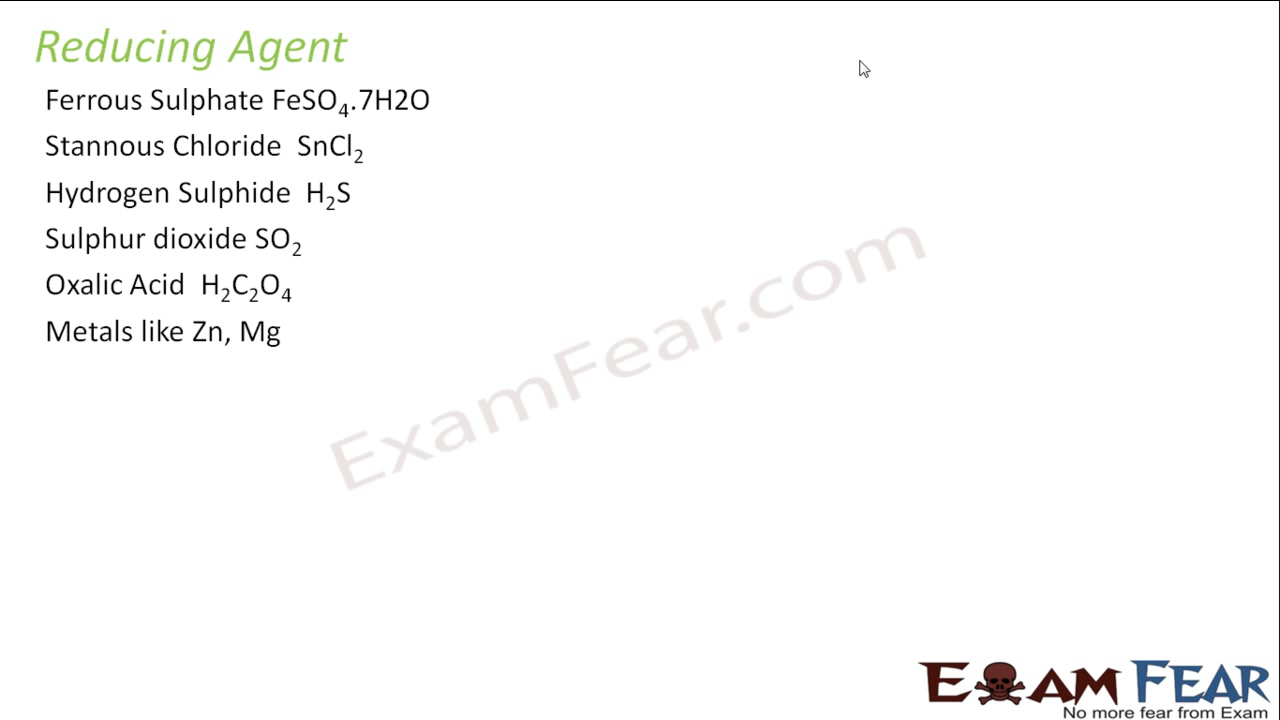 Reducing Agent
Ferrous Sulphate FeSO₄.7H2O
Stannous Chloride SnCl₂
Hydrogen Sulphide H₂S
Sulphur dioxide SO₂
Oxalic Acid H₂C₂O₄
Metals like Zn, Mg
ExamFear.com
EXAM FEAR
No more fear from Exam